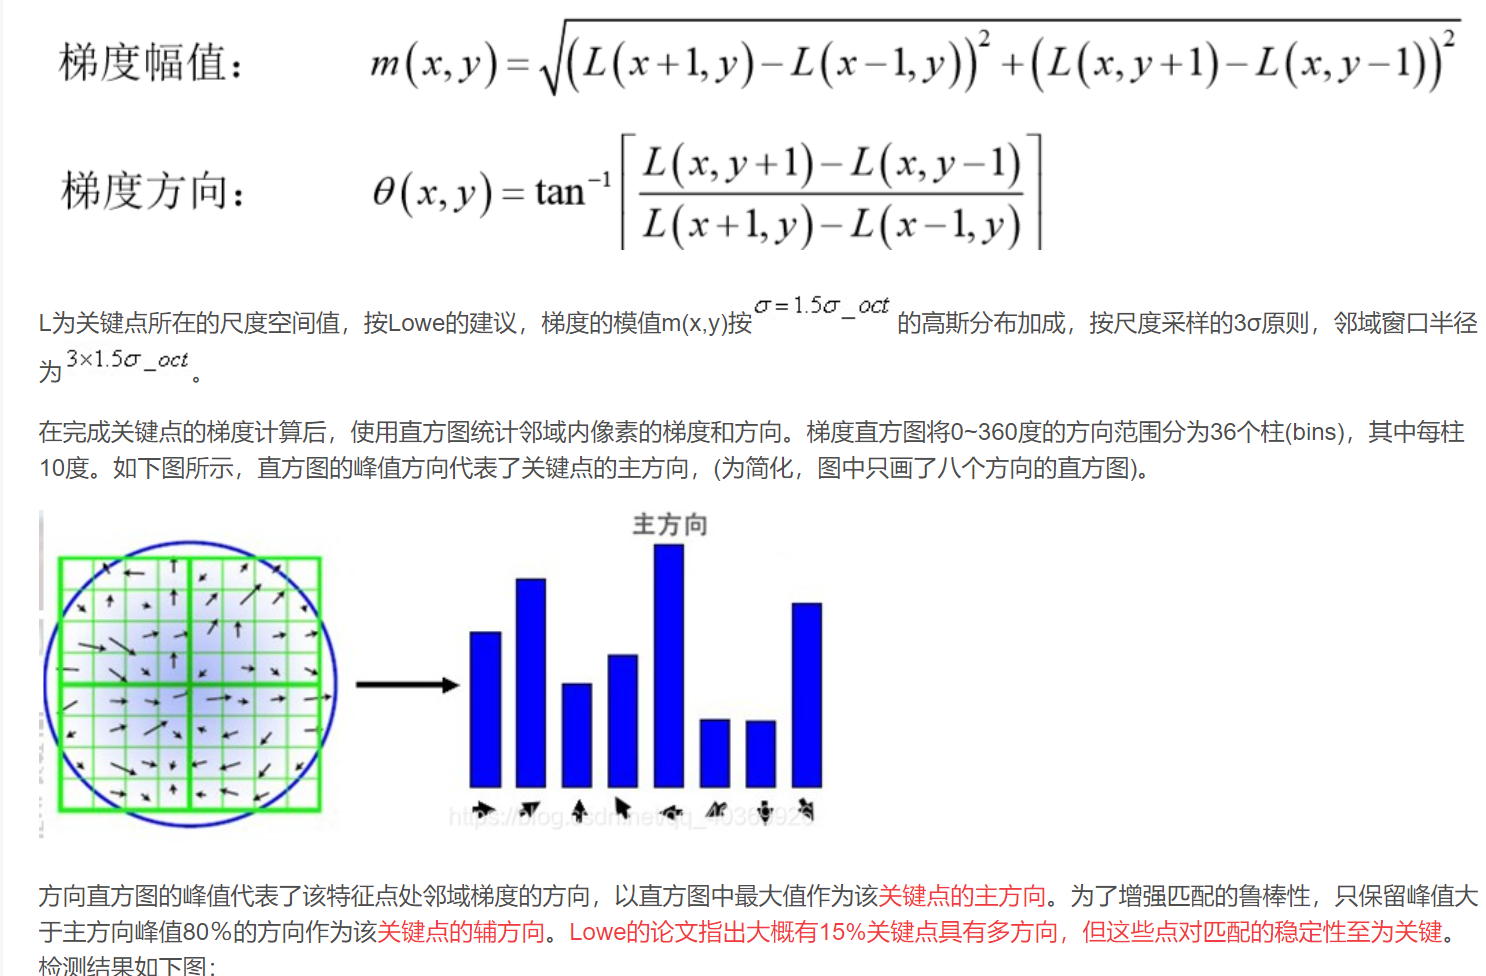 梯度幅值： m(x,y)=√((L(x+1,y)−L(x−1,y))²+(L(x,y+1)−L(x,y−1))²)
梯度方向： θ(x,y)=tan⁻¹[(L(x,y+1)−L(x,y−1))/(L(x+1,y)−L(x−1,y))]
L为关键点所在的尺度空间值，按Lowe的建议，梯度的模值m(x,y)按σ=1.5σ_oct的高斯分布加成，按尺度采样的3σ原则，邻域窗口半径
为3×1.5σ_oct。
在完成关键点的梯度计算后，使用直方图统计邻域内像素的梯度和方向。梯度直方图将0~360度的方向范围分为36个柱(bins)，其中每柱
10度。如下图所示，直方图的峰值方向代表了关键点的主方向，(为简化，图中只画了八个方向的直方图)。
主方向
https://blog.csdn.net/qq_40369926
方向直方图的峰值代表了该特征点处邻域梯度的方向，以直方图中最大值作为该关键点的主方向。为了增强匹配的鲁棒性，只保留峰值大
于主方向峰值80％的方向作为该关键点的辅方向。Lowe的论文指出大概有15%关键点具有多方向，但这些点对匹配的稳定性至为关键。
检测结果如下图：